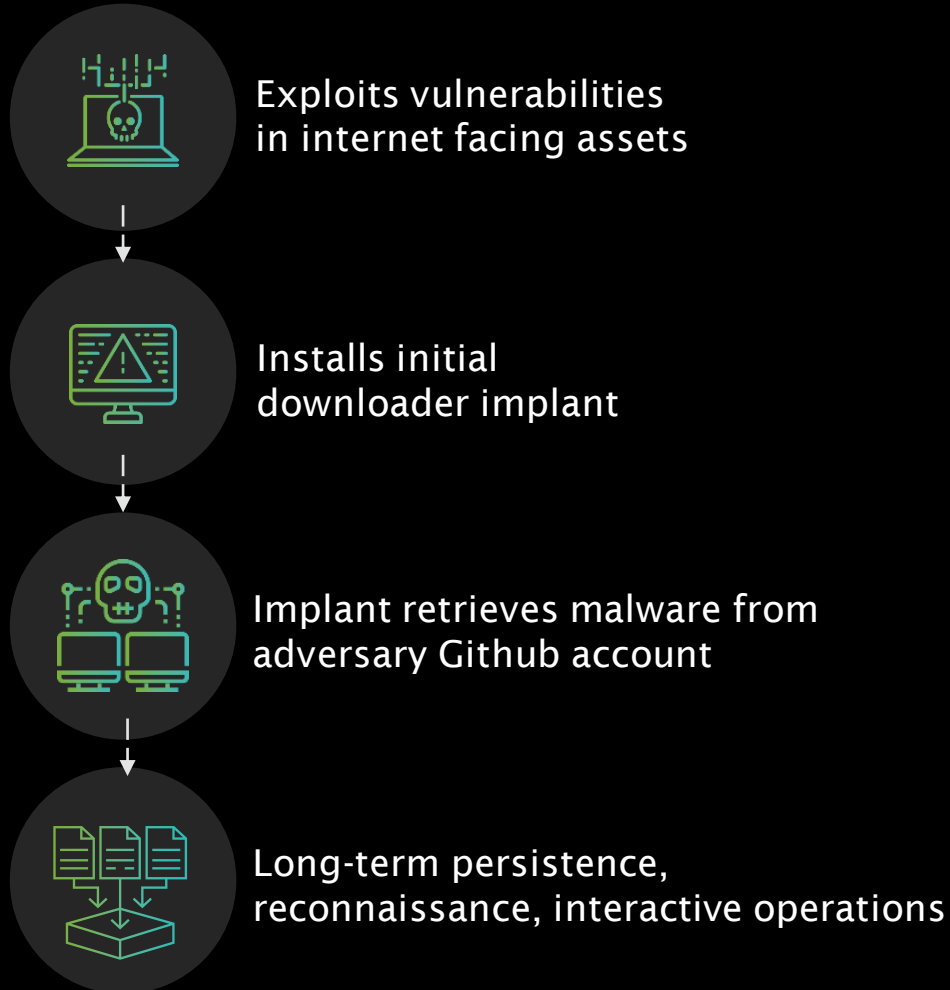 Exploits vulnerabilities
in internet facing assets
Installs initial
downloader implant
Implant retrieves malware from
adversary Github account
Long-term persistence,
reconnaissance, interactive operations